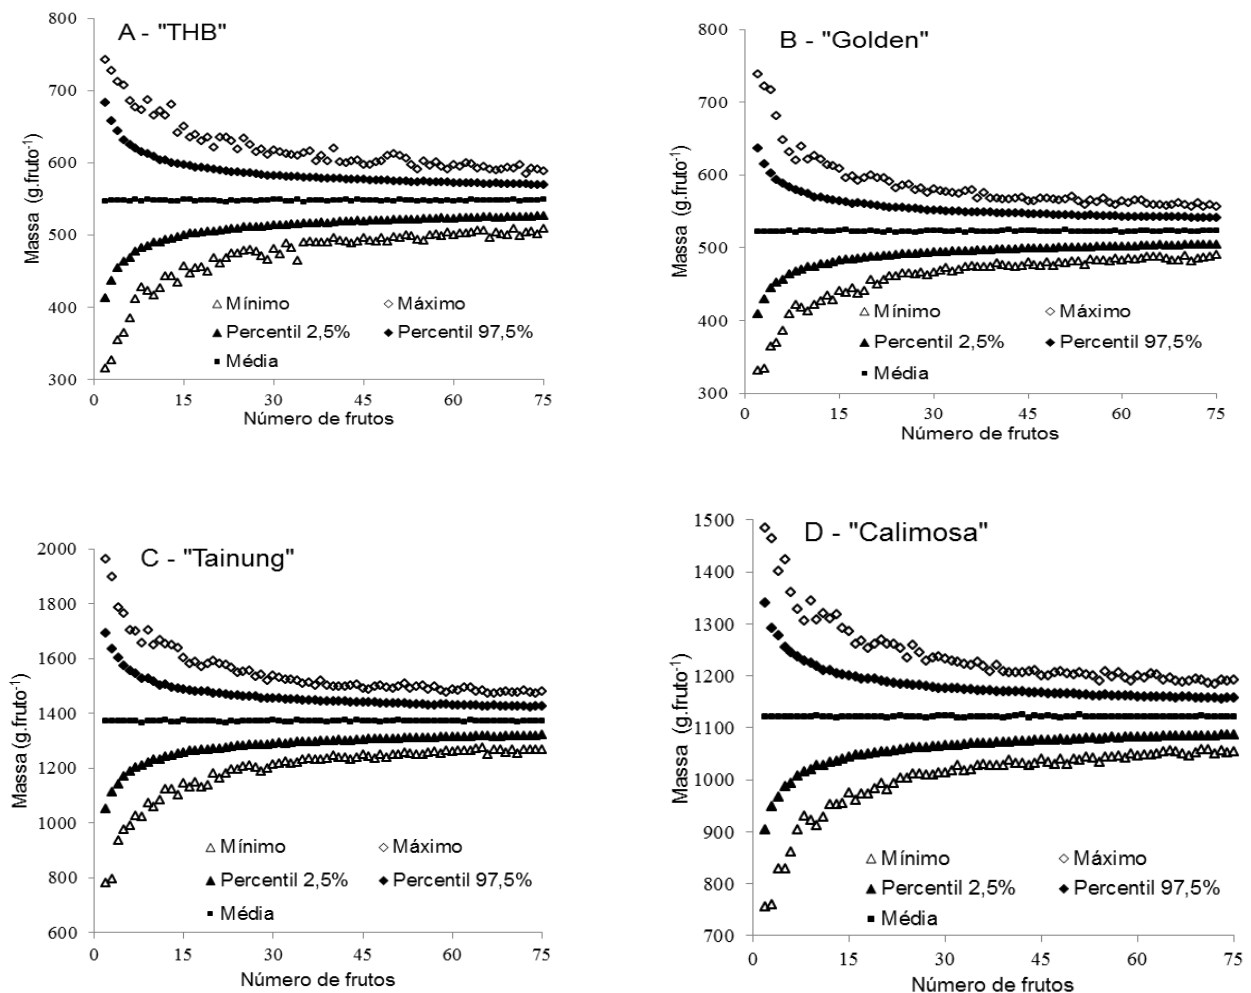 A - "THB"
800
700
600
500
400
300
Massa (g.fruto⁻¹)
Mínimo
Máximo
Percentil 2,5%
Percentil 97,5%
Média
0
15
30
45
60
75
Número de frutos
B - "Golden"
800
700
600
500
400
300
Massa (g.fruto⁻¹)
Mínimo
Máximo
Percentil 2,5%
Percentil 97,5%
Média
0
15
30
45
60
75
Número de frutos
C - "Tainung"
2000
1800
1600
1400
1200
1000
800
600
Massa (g.fruto⁻¹)
Mínimo
Máximo
Percentil 2,5%
Percentil 97,5%
Média
0
15
30
45
60
75
Número de frutos
D - "Calimosa"
1500
1400
1300
1200
1100
1000
900
800
700
Massa (g.fruto⁻¹)
Mínimo
Máximo
Percentil 2,5%
Percentil 97,5%
Média
0
15
30
45
60
75
Número de frutos